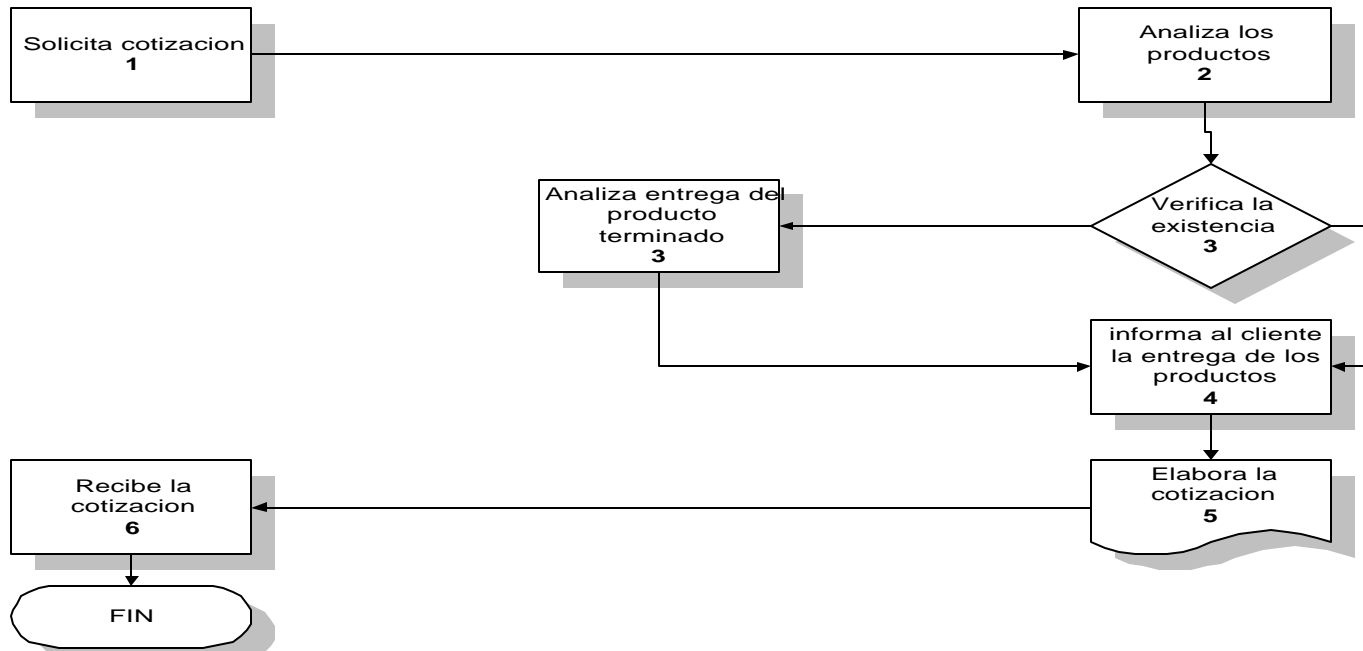 Solicita cotizacion
1
Analiza los
productos
2
Verifica la
existencia
3
Analiza entrega del
producto
terminado
3
informa al cliente
la entrega de los
productos
4
Elabora la
cotizacion
5
Recibe la
cotizacion
6
FIN